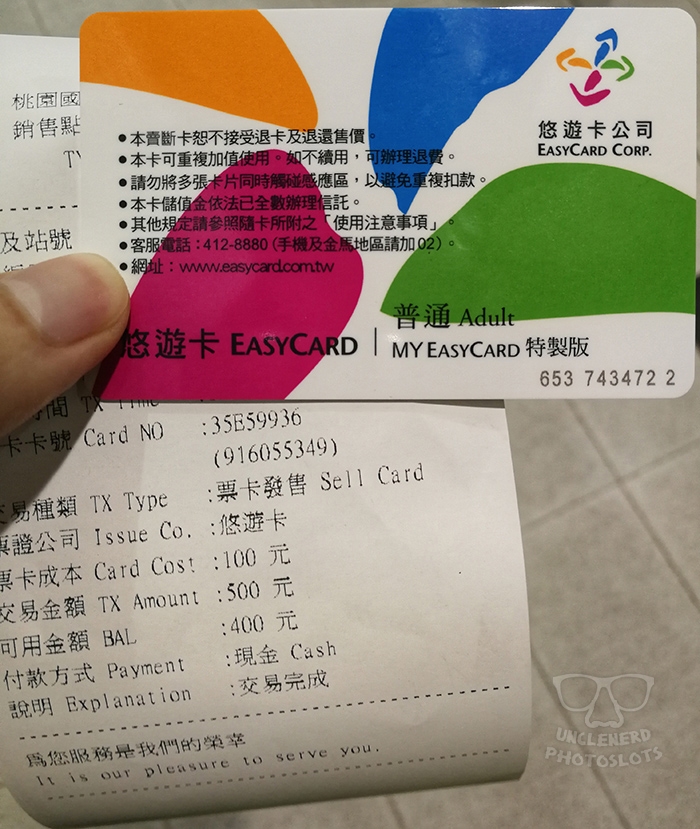 悠遊卡公司
EASYCARD CORP.
•本賣斷卡恕不接受退卡及退還售價。
•本卡可重複加值使用。如不續用，可辦理退費。
•請勿將多張卡片同時觸碰感應區，以避免重複扣款。
•本卡儲值金依法已全數辦理信託。
•其他規定請參照隨卡所附之「使用注意事項」。
•客服電話：412-8880 (手機及金馬地區請加02)。
•網址：www.easycard.com.tw
悠遊卡 EASYCARD
普通 Adult
MY EASYCARD 特製版
653 743472 2
桃園國
銷售點
及站號
時間 TX Time
卡卡號 Card NO :35E59936
(916055349)
交易種類 TX Type :票卡發售 Sell Card
票證公司 Issue Co. :悠遊卡
票卡成本 Card Cost :100 元
交易金額 TX Amount :500 元
可用金額 BAL :400 元
付款方式 Payment :現金 Cash
說明 Explanation :交易完成
爲您服務是我們的榮幸
It is our pleasure to serve you.
UNCLENERD
PHOTOSLOTS